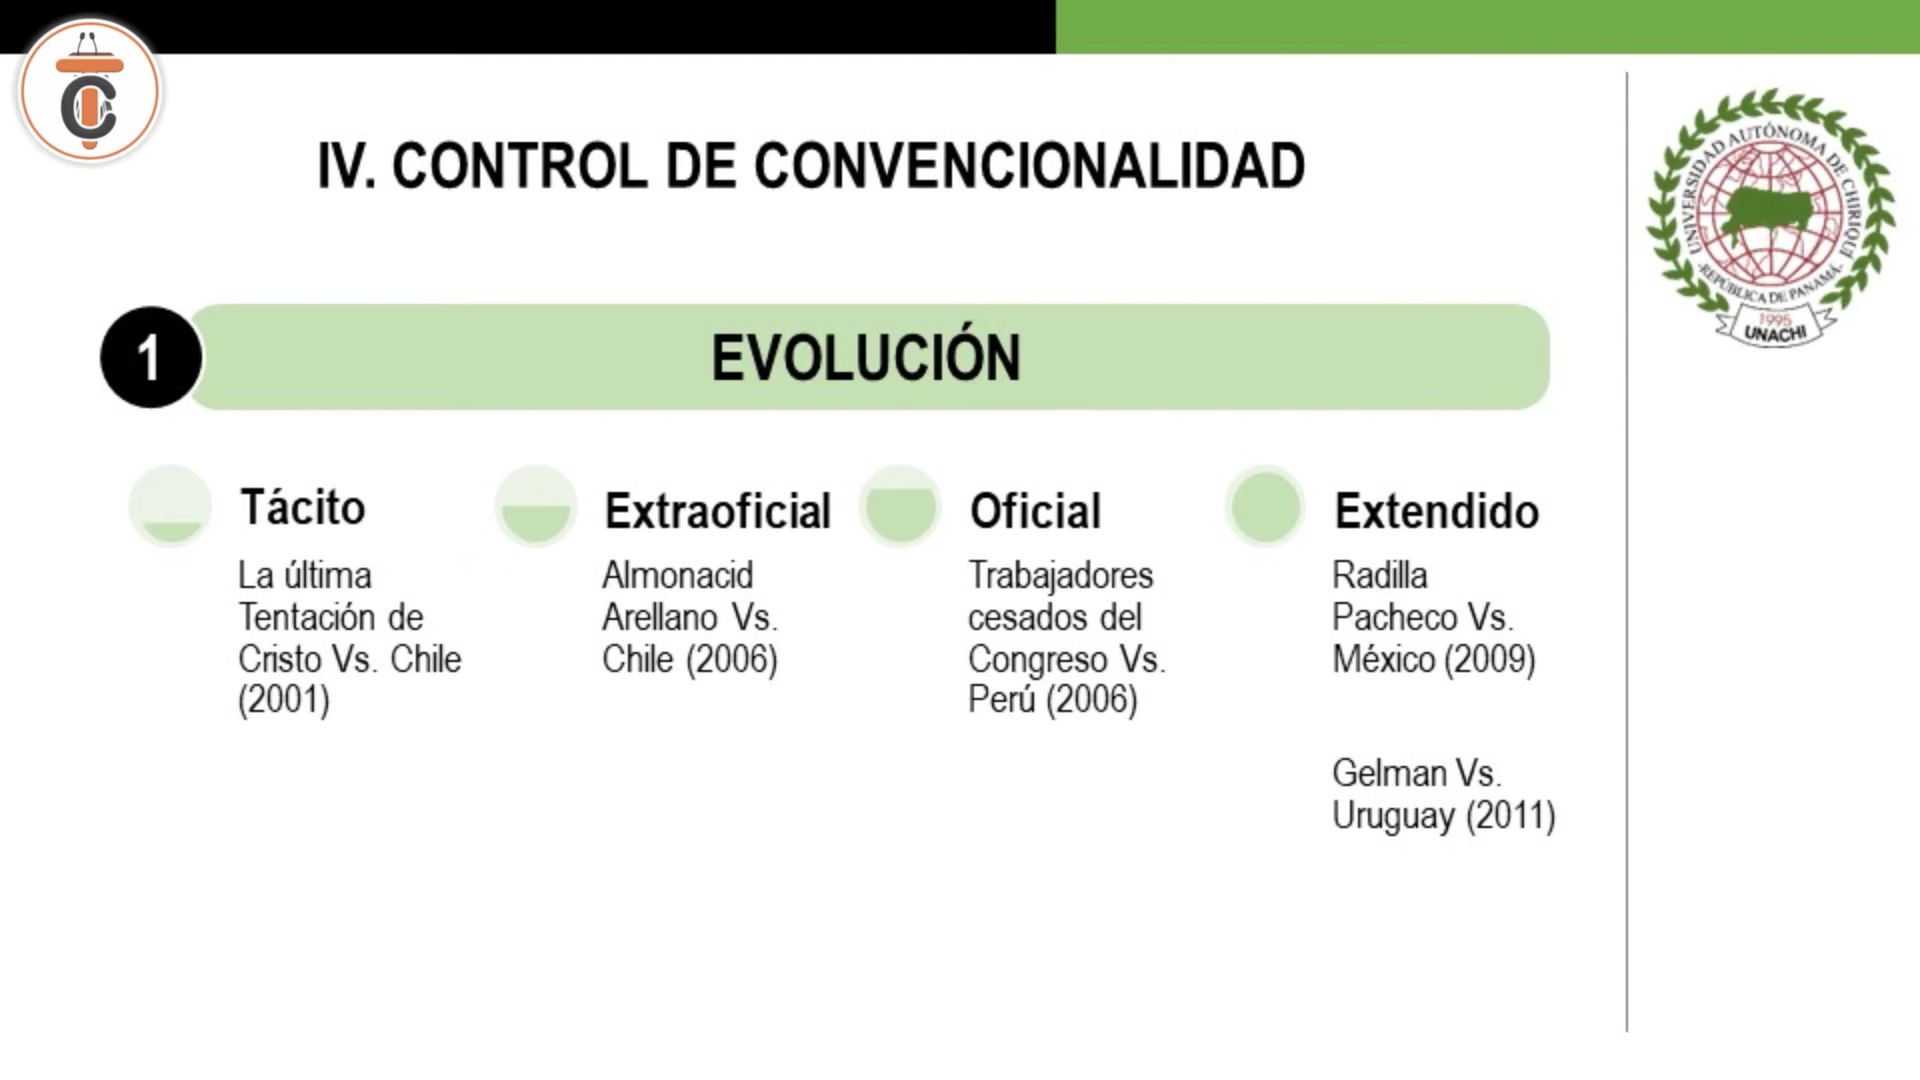 IV. CONTROL DE CONVENCIONALIDAD
UNIVERSIDAD AUTÓNOMA DE CHIRIQUÍ
-REPÚBLICA DE PANAMÁ-
1995
UNACHI
1
EVOLUCIÓN
Tácito
La última
Tentación de
Cristo Vs. Chile
(2001)
Extraoficial
Almonacid
Arellano Vs.
Chile (2006)
Oficial
Trabajadores
cesados del
Congreso Vs.
Perú (2006)
Extendido
Radilla
Pacheco Vs.
México (2009)
Gelman Vs.
Uruguay (2011)